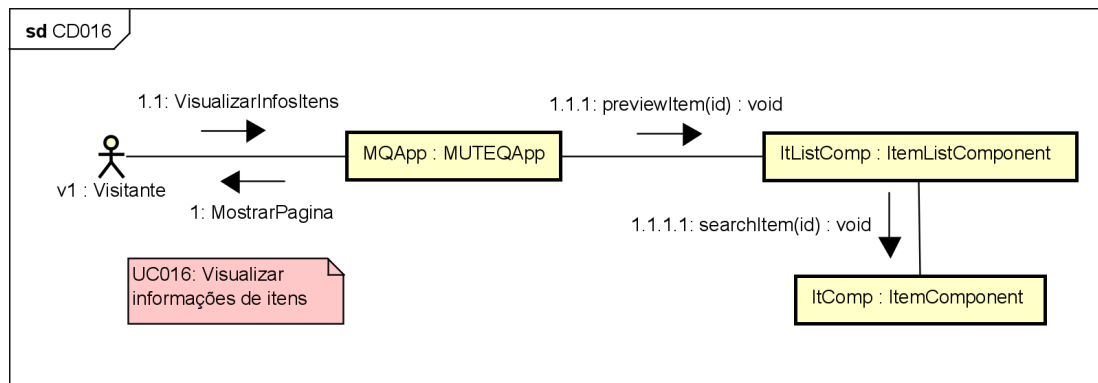 sd CD016
1.1: VisualizarInfosItens
1.1.1: previewItem(id) : void
MQApp : MUTEQApp
ItListComp : ItemListComponent
v1 : Visitante
1: MostrarPagina
1.1.1.1: searchItem(id) : void
UC016: Visualizar
informações de itens
ItComp : ItemComponent